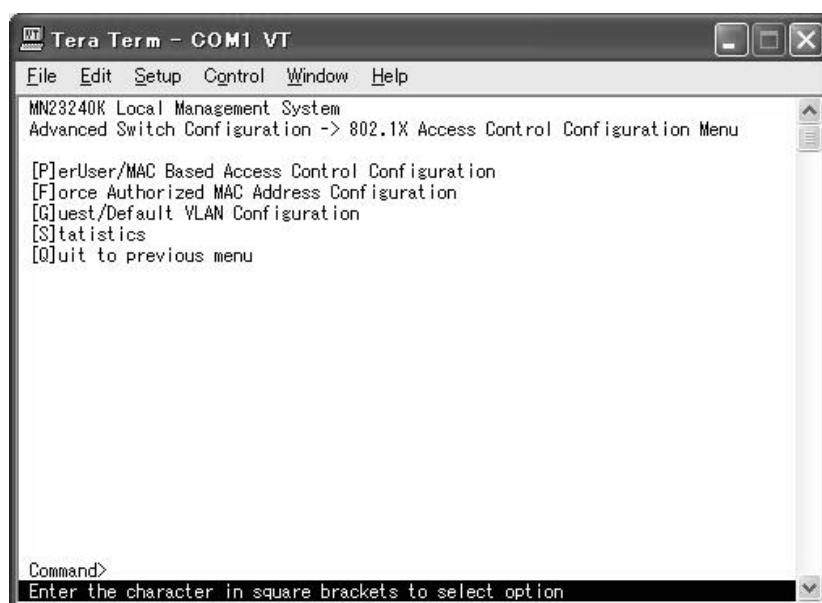 Tera Term - COM1 VT
File Edit Setup Control Window Help
MN23240K Local Management System
Advanced Switch Configuration -> 802.1X Access Control Configuration Menu
[P]erUser/MAC Based Access Control Configuration
[F]orce Authorized MAC Address Configuration
[G]uest/Default VLAN Configuration
[S]tatistics
[Q]uit to previous menu
Command>
Enter the character in square brackets to select option